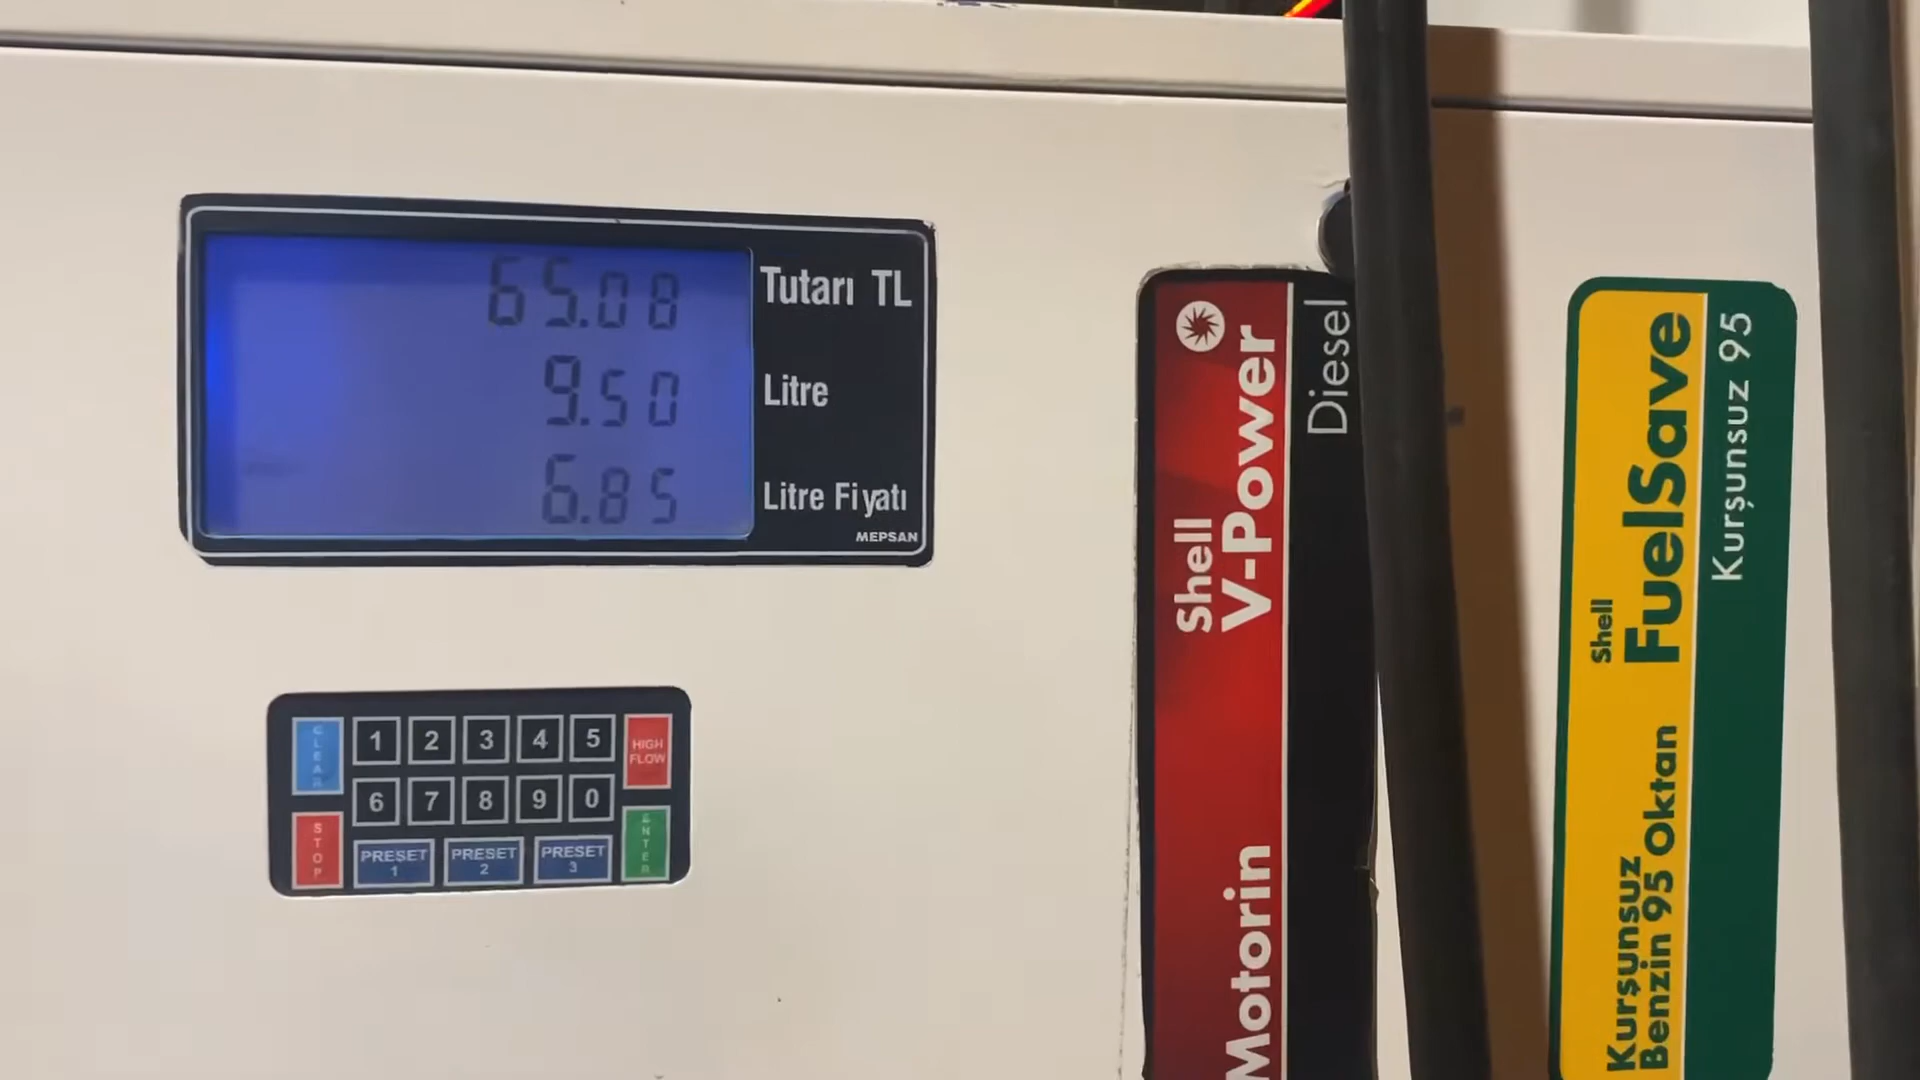 65.08 Tutarı TL
9.50 Litre
6.85 Litre Fiyatı
MEPSAN
CLEAR 1 2 3 4 5 HIGH FLOW
STOP 6 7 8 9 0 ENTER
PRESET 1 PRESET 2 PRESET 3
Shell
V-Power
Motorin
Diesel
Shell
FuelSave
Kurşunsuz
Benzin 95 Oktan
Kurşunsuz 95